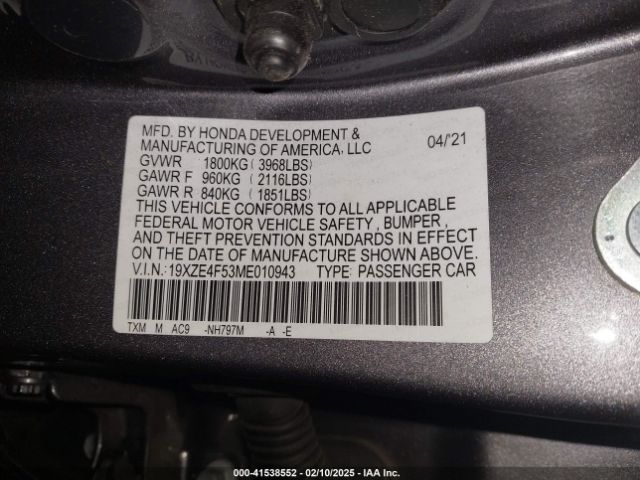 MFD. BY HONDA DEVELOPMENT &
MANUFACTURING OF AMERICA, LLC 04/'21
GVWR 1800KG (3968LBS)
GAWR F 960KG (2116LBS)
GAWR R 840KG (1851LBS)
THIS VEHICLE CONFORMS TO ALL APPLICABLE
FEDERAL MOTOR VEHICLE SAFETY, BUMPER,
AND THEFT PREVENTION STANDARDS IN EFFECT
ON THE DATE OF MANUFACTURE SHOWN ABOVE.
V.I.N.:19XZE4F53ME010943 TYPE: PASSENGER CAR
TXM M AC9 -NH797M -A -E
000-41538552 — 02/10/2025 — IAA Inc.